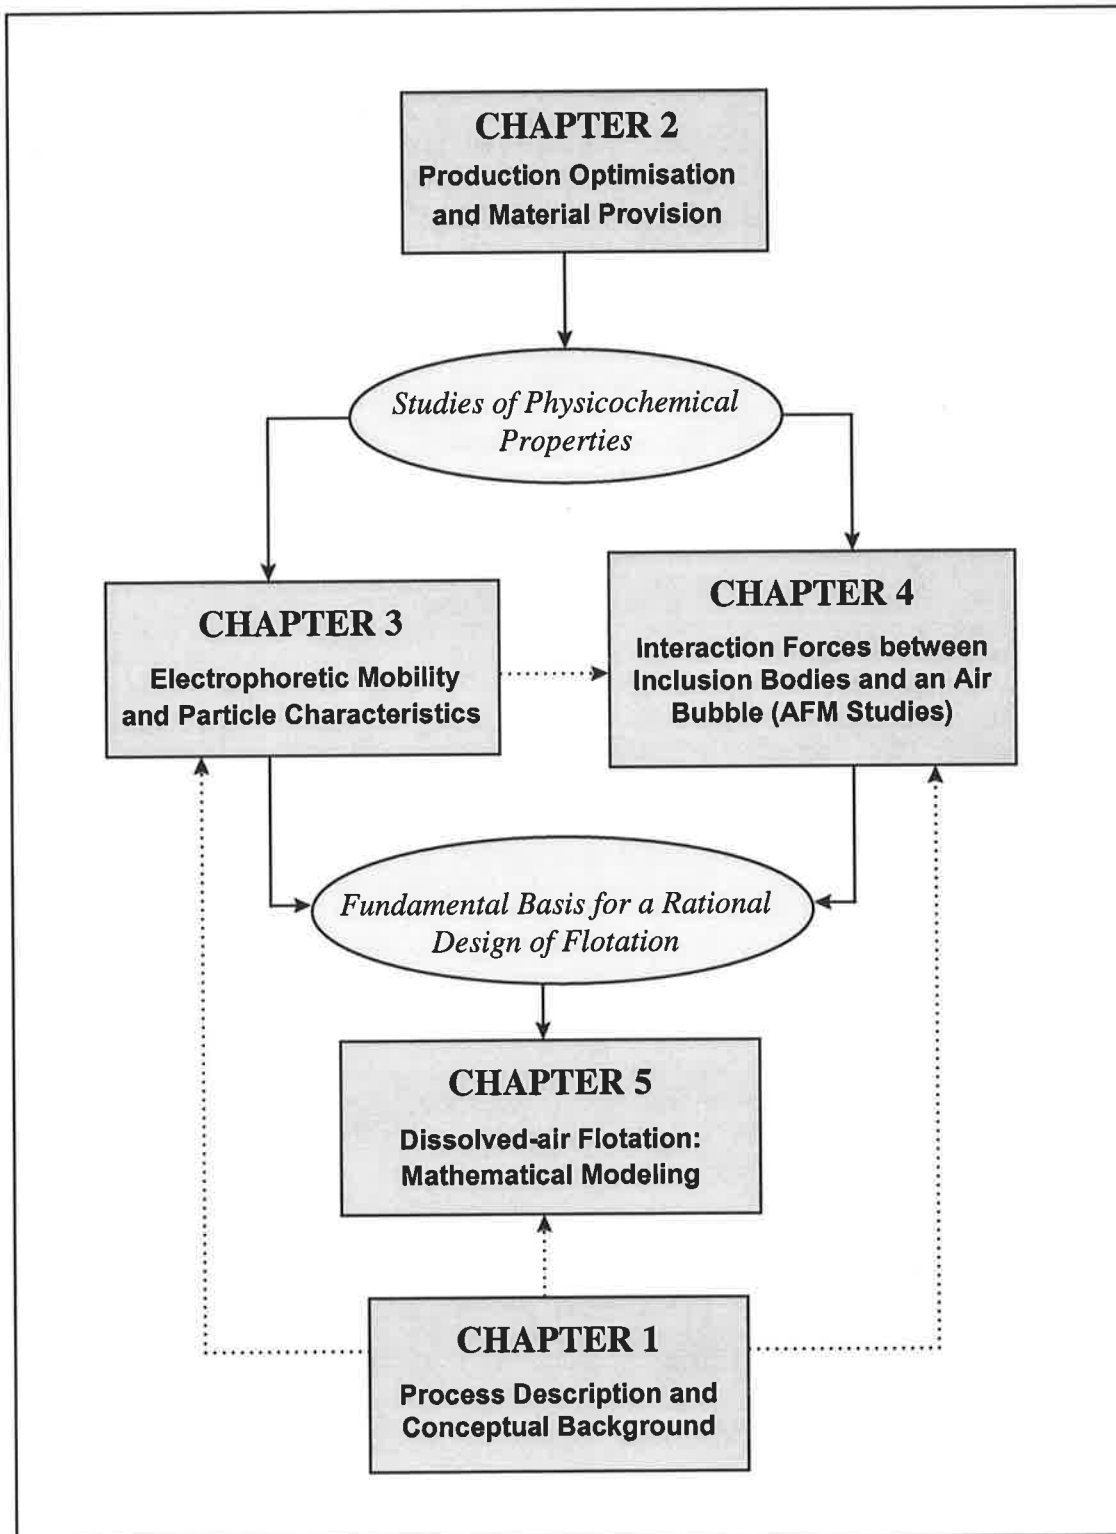 CHAPTER 2
Production Optimisation
and Material Provision
Studies of Physicochemical
Properties
CHAPTER 3
Electrophoretic Mobility
and Particle Characteristics
CHAPTER 4
Interaction Forces between
Inclusion Bodies and an Air
Bubble (AFM Studies)
Fundamental Basis for a Rational
Design of Flotation
CHAPTER 5
Dissolved-air Flotation:
Mathematical Modeling
CHAPTER 1
Process Description and
Conceptual Background